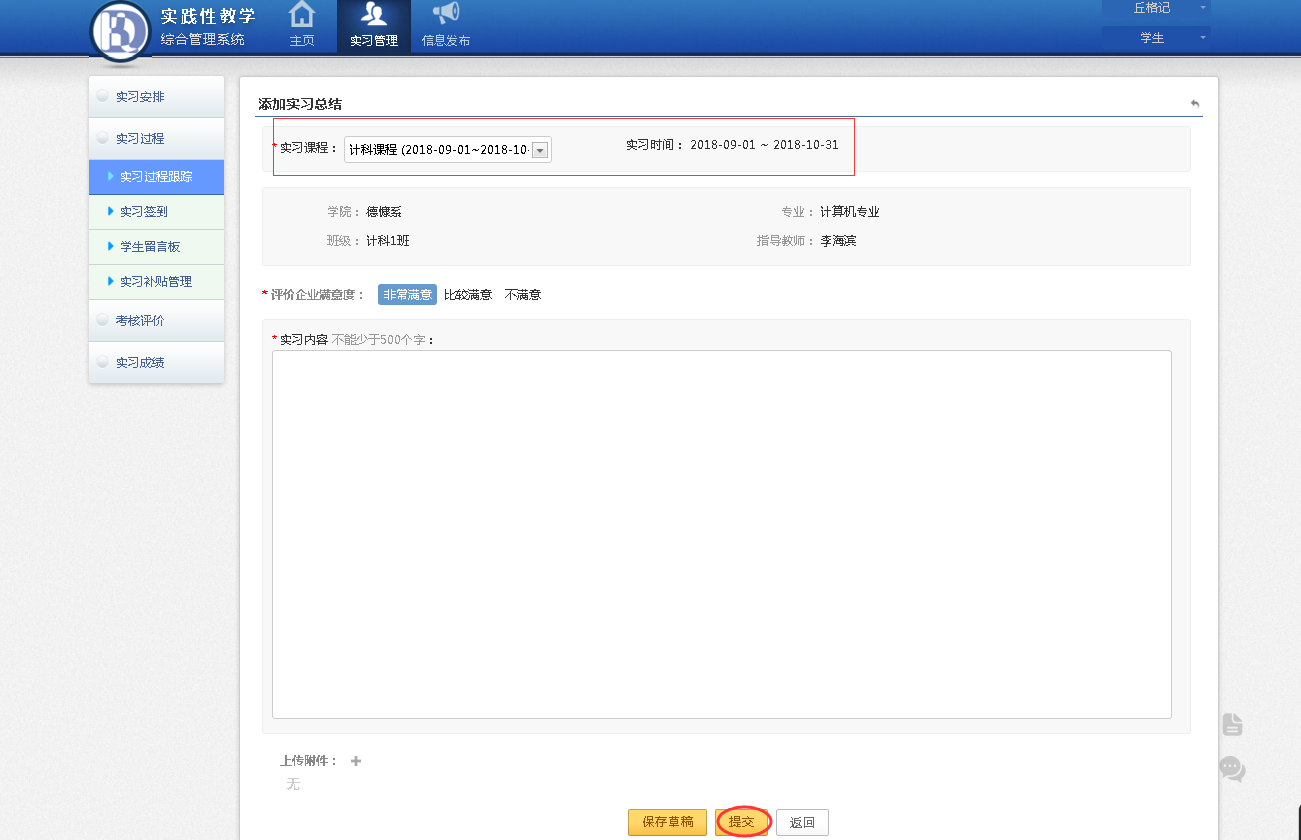 实践性教学
综合管理系统
主页
实习管理
信息发布
丘格记
学生
实习安排
实习过程
实习过程跟踪
实习签到
学生留言板
实习补贴管理
考核评价
实习成绩
添加实习总结
* 实习课程： 计科课程 (2018-09-01~2018-10- 实习时间： 2018-09-01 ~ 2018-10-31
学院： 德慷系 专业： 计算机专业
班级： 计科1班 指导教师： 李海滨
* 评价企业满意度： 非常满意 比较满意 不满意
* 实习内容 不能少于500个字：
上传附件： +
无
保存草稿 提交 返回